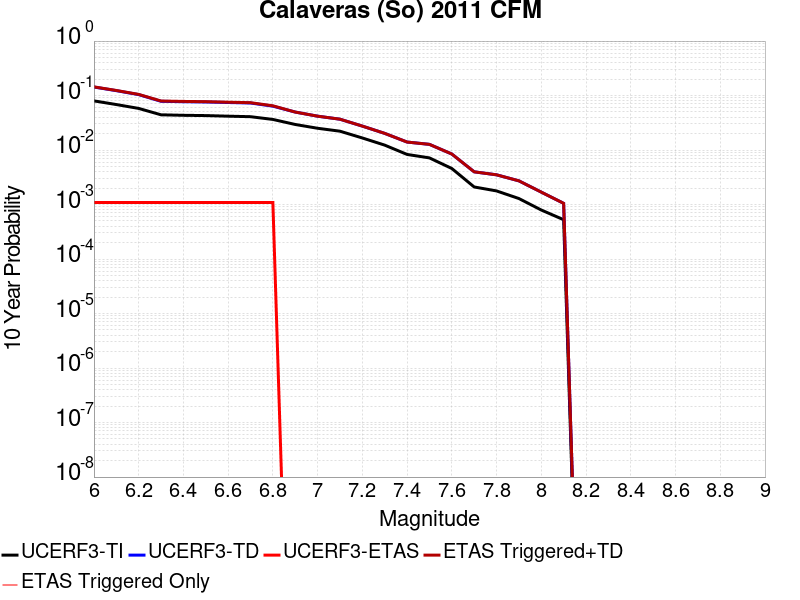 Calaveras (So) 2011 CFM
10 Year Probability
10^0
10^-1
10^-2
10^-3
10^-4
10^-5
10^-6
10^-7
10^-8
6 6.2 6.4 6.6 6.8 7 7.2 7.4 7.6 7.8 8 8.2 8.4 8.6 8.8 9
Magnitude
UCERF3-TI UCERF3-TD UCERF3-ETAS ETAS Triggered+TD
ETAS Triggered Only